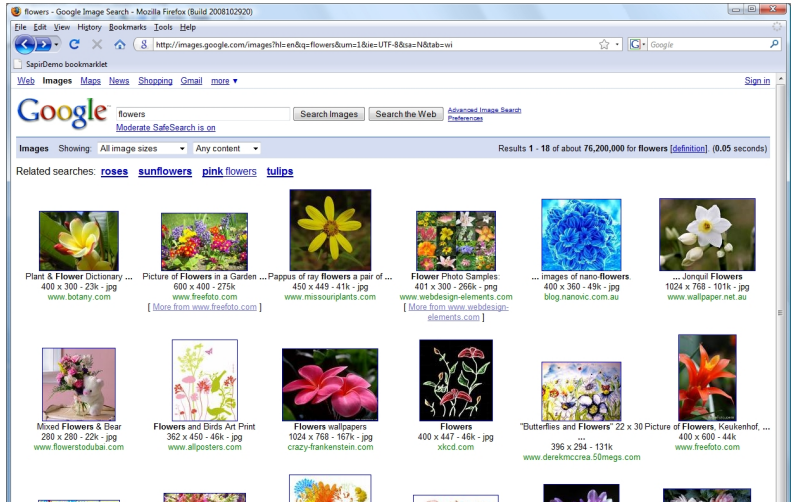 flowers - Google Image Search - Mozilla Firefox (Build 2008102920)
File Edit View History Bookmarks Tools Help
http://images.google.com/images?hl=en&q=flowers&um=1&ie=UTF-8&sa=N&tab=wi
Google
SapirDemo bookmarklet
Web Images Maps News Shopping Gmail more ▼ Sign in
Google flowers Search Images Search the Web Advanced Image Search
Preferences
Moderate SafeSearch is on
Images Showing: All image sizes Any content Results 1 - 18 of about 76,200,000 for flowers [definition]. (0.05 seconds)
Related searches: roses sunflowers pink flowers tulips
Plant & Flower Dictionary ...
400 x 300 - 23k - jpg
www.botany.com
Picture of Flowers in a Garden ...
600 x 400 - 275k
www.freefoto.com
[ More from www.freefoto.com ]
Pappus of ray flowers a pair of ...
450 x 449 - 41k - jpg
www.missouriplants.com
Flower Photo Samples:
401 x 300 - 266k - png
www.webdesign-elements.com
[ More from www.webdesign-
elements.com ]
... images of nano-flowers.
400 x 360 - 49k - jpg
blog.nanovic.com.au
... Jonquil Flowers
1024 x 768 - 101k - jpg
www.wallpaper.net.au
Mixed Flowers & Bear
280 x 280 - 22k - jpg
www.flowerstodubai.com
Flowers and Birds Art Print
362 x 450 - 46k - jpg
www.allposters.com
Flowers wallpapers
1024 x 768 - 167k - jpg
crazy-frankenstein.com
Flowers
400 x 447 - 46k - jpg
xkcd.com
"Butterflies and Flowers" 22 x 30
...
396 x 294 - 131k
www.derekmccrea.50megs.com
Picture of Flowers, Keukenhof, ...
400 x 600 - 44k
www.freefoto.com